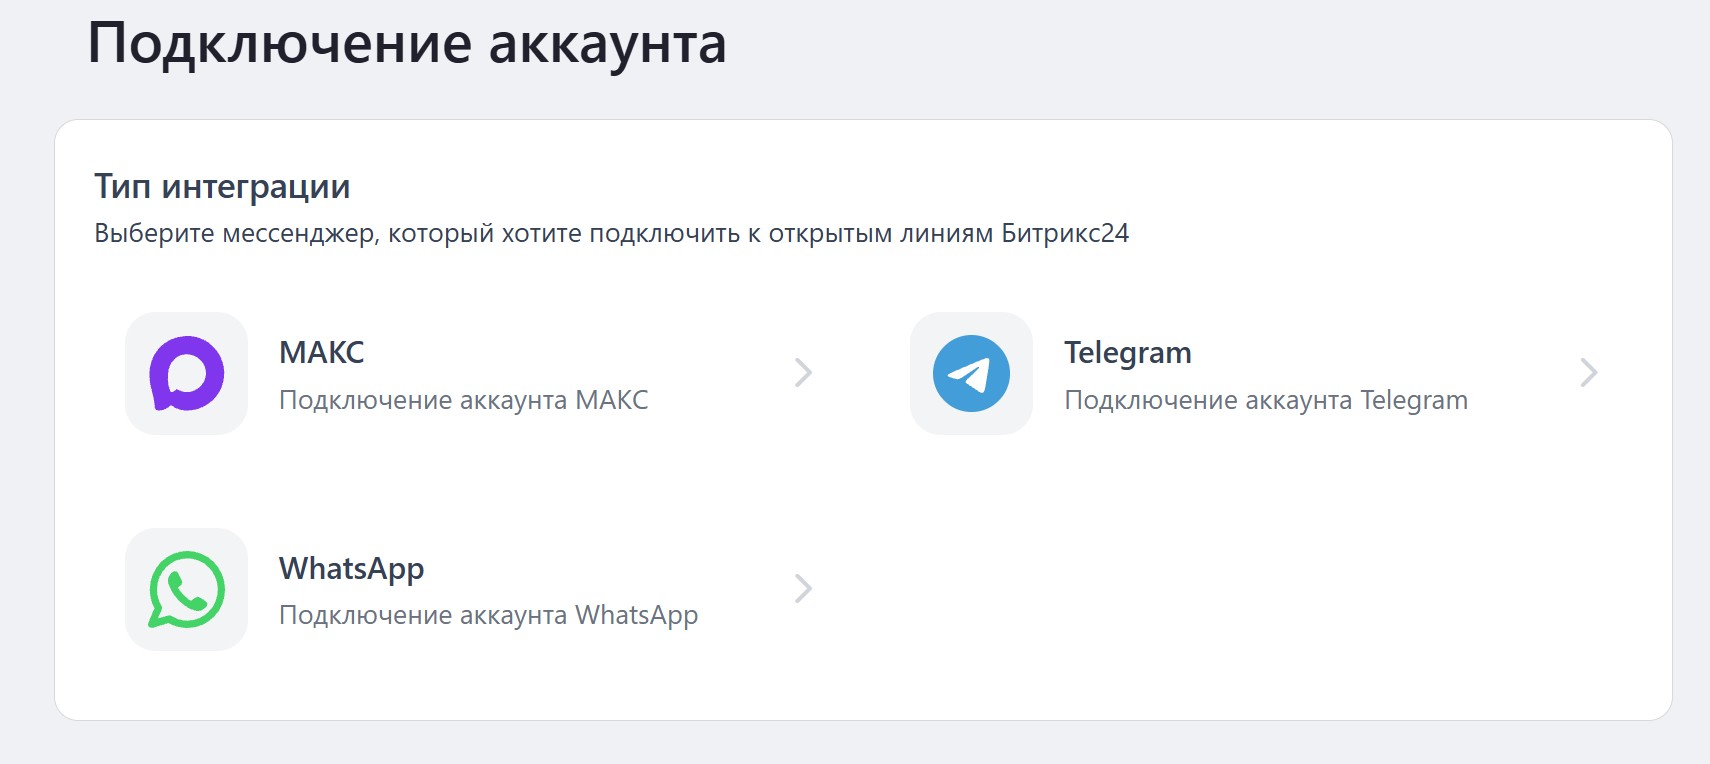 Подключение аккаунта
Тип интеграции
Выберите мессенджер, который хотите подключить к открытым линиям Битрикс24
МАКС
Подключение аккаунта МАКС
Telegram
Подключение аккаунта Telegram
WhatsApp
Подключение аккаунта WhatsApp